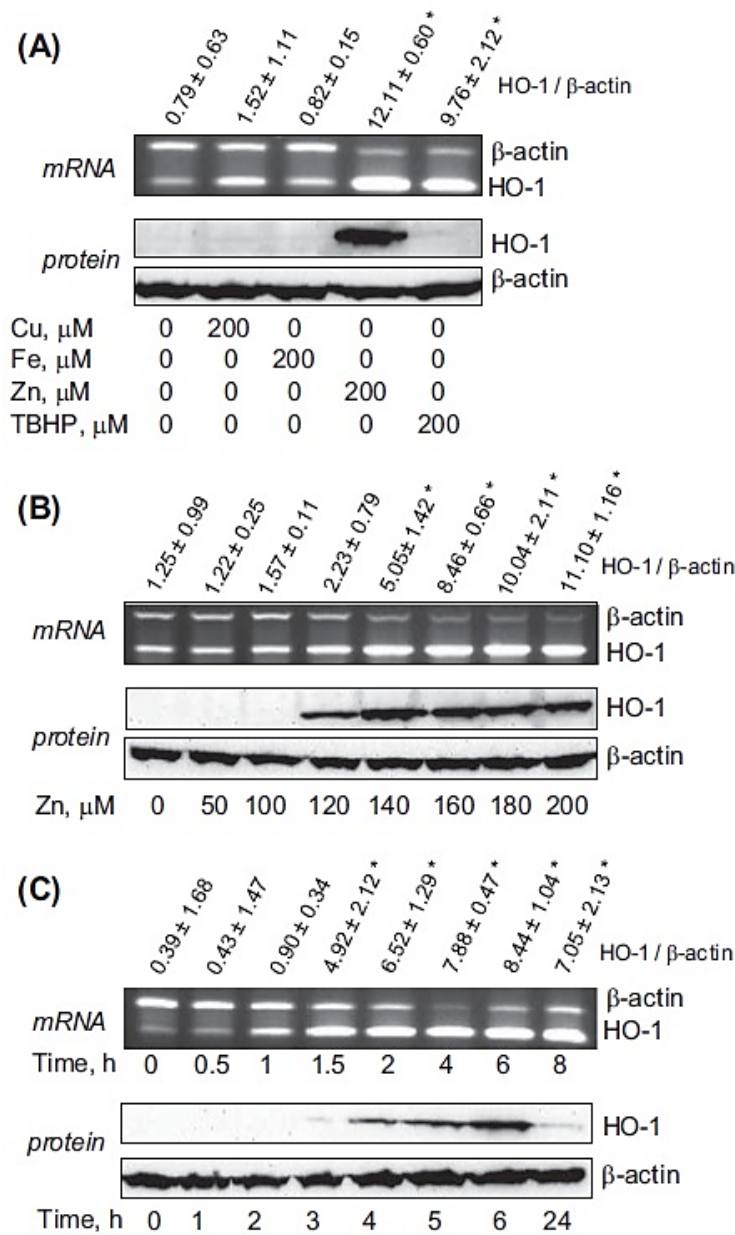 (A)
0.79 ± 0.63 1.52 ± 1.11 0.82 ± 0.15 12.11 ± 0.60 * 9.76 ± 2.12 *
HO-1 / β-actin
mRNA
β-actin
HO-1
protein
HO-1
β-actin
Cu, μM 0 200 0 0 0
Fe, μM 0 0 200 0 0
Zn, μM 0 0 0 200 0
TBHP, μM 0 0 0 0 200
(B)
1.25 ± 0.99 1.22 ± 0.25 1.57 ± 0.11 2.23 ± 0.79 5.05 ± 1.42 * 8.46 ± 0.66 * 10.04 ± 2.11 * 11.10 ± 1.16 *
HO-1 / β-actin
mRNA
β-actin
HO-1
protein
HO-1
β-actin
Zn, μM 0 50 100 120 140 160 180 200
(C)
0.39 ± 1.68 0.43 ± 1.47 0.90 ± 0.34 4.92 ± 2.12 * 6.52 ± 1.29 * 7.88 ± 0.47 * 8.44 ± 1.04 * 7.05 ± 2.13 *
HO-1 / β-actin
mRNA
β-actin
HO-1
Time, h 0 0.5 1 1.5 2 4 6 8
protein
HO-1
β-actin
Time, h 0 1 2 3 4 5 6 24